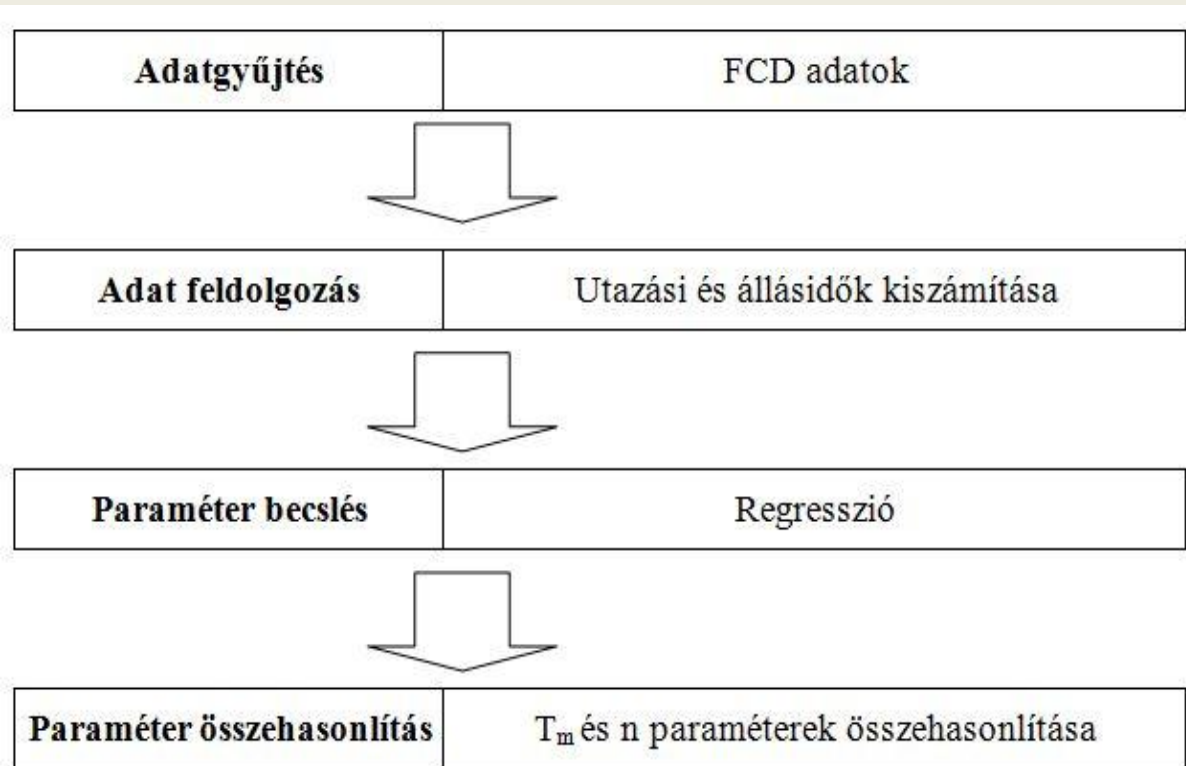 Adatgyűjtés FCD adatok
Adat feldolgozás Utazási és állásidők kiszámítása
Paraméter becslés Regresszió
Paraméter összehasonlítás Tm és n paraméterek összehasonlítása